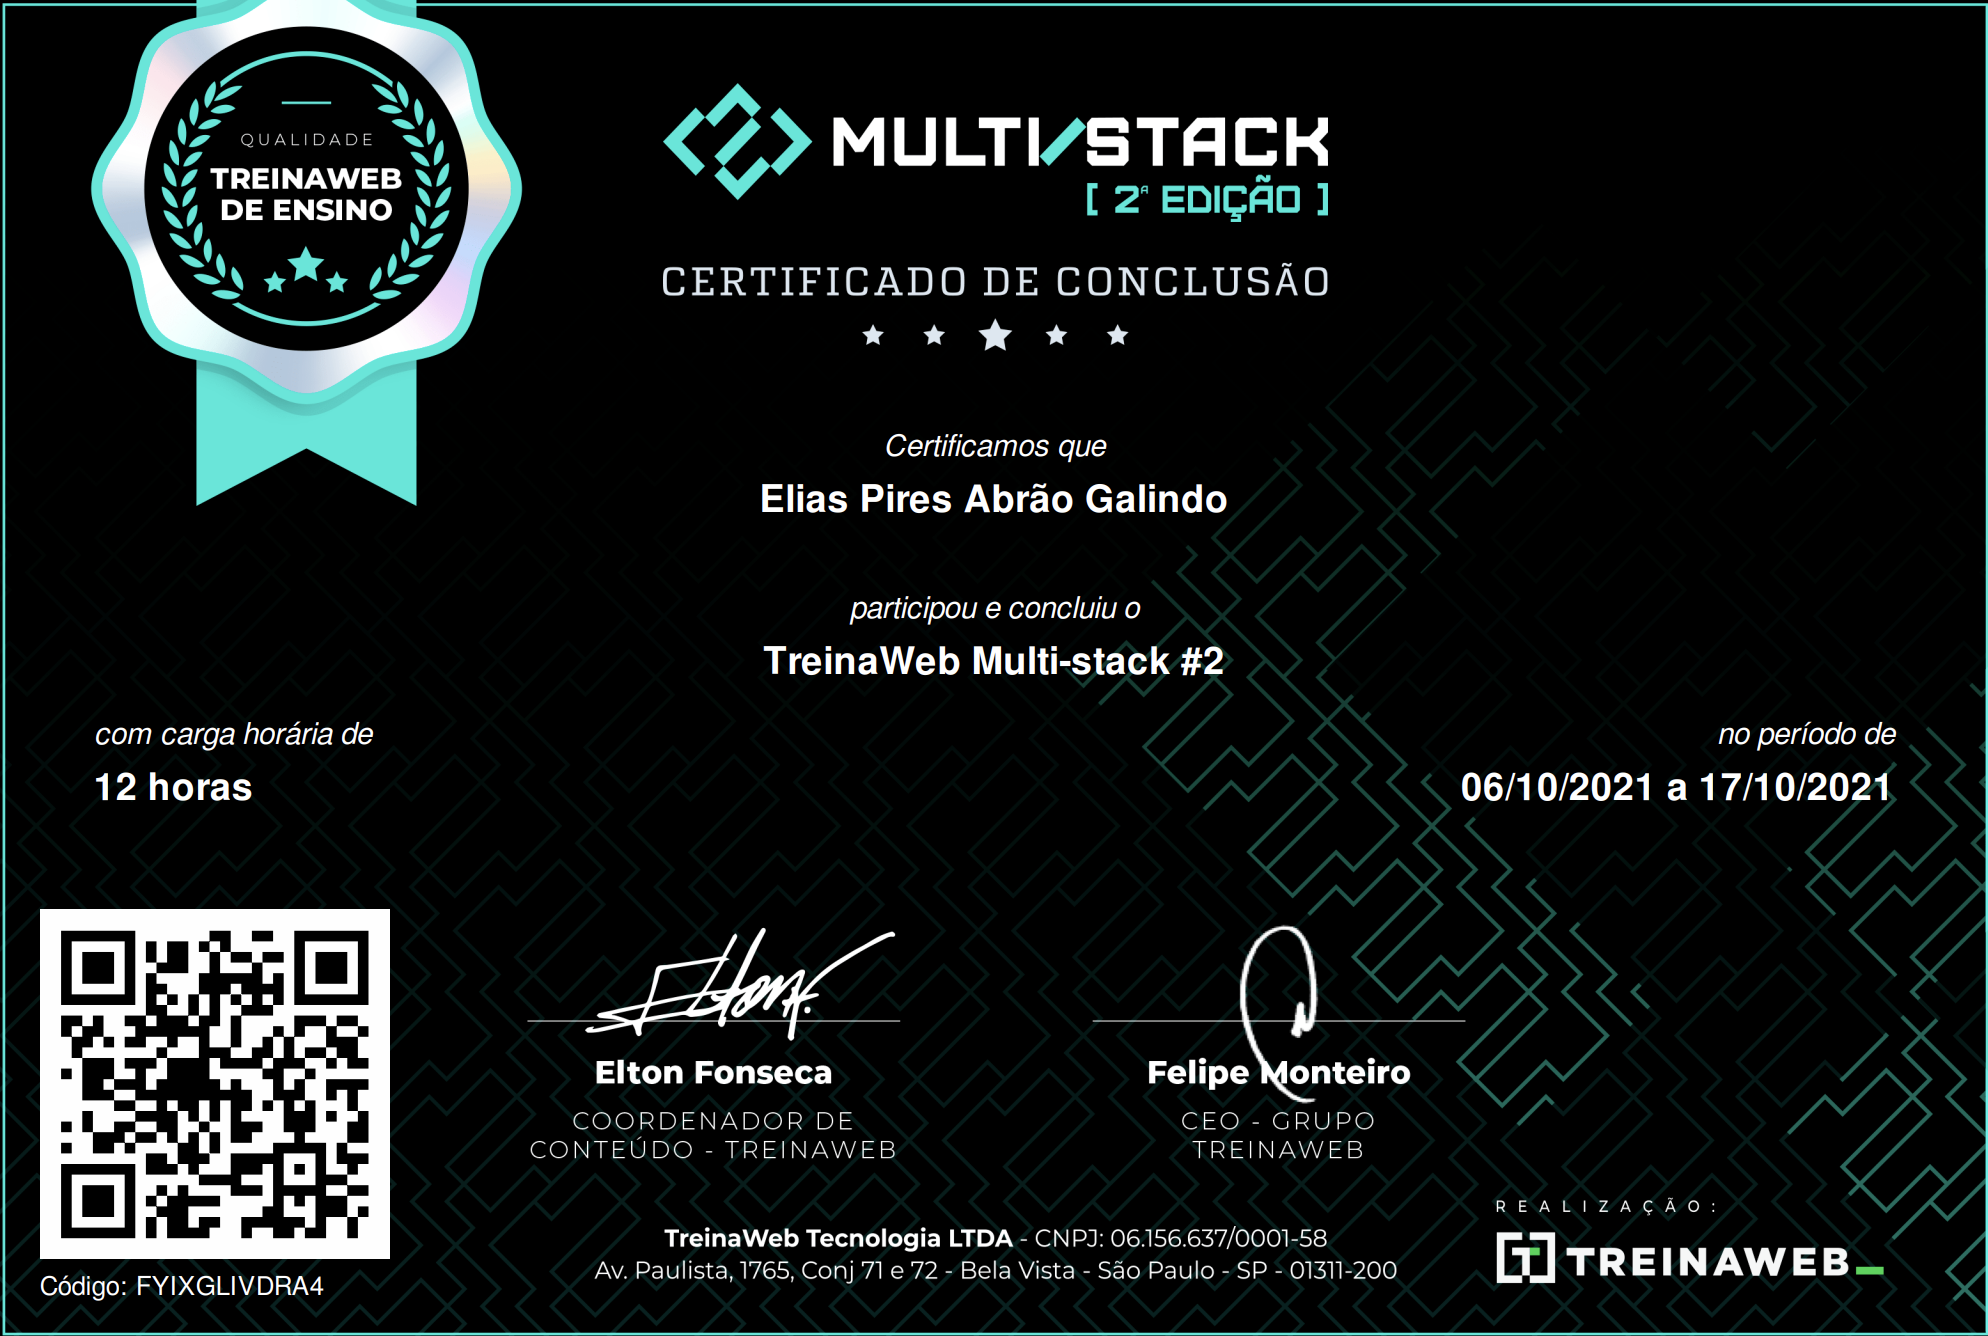 QUALIDADE
TREINAWEB
DE ENSINO
MULTI/STACK
[ 2ª EDIÇÃO ]
CERTIFICADO DE CONCLUSÃO
Certificamos que
Elias Pires Abrão Galindo
participou e concluiu o
TreinaWeb Multi-stack #2
com carga horária de
12 horas
no período de
06/10/2021 a 17/10/2021
Elton Fonseca
COORDENADOR DE
CONTEÚDO - TREINAWEB
Felipe Monteiro
CEO - GRUPO
TREINAWEB
TreinaWeb Tecnologia LTDA - CNPJ: 06.156.637/0001-58
Av. Paulista, 1765, Conj 71 e 72 - Bela Vista - São Paulo - SP - 01311-200
Código: FYIXGLIVDRA4
REALIZAÇÃO:
TREINAWEB_